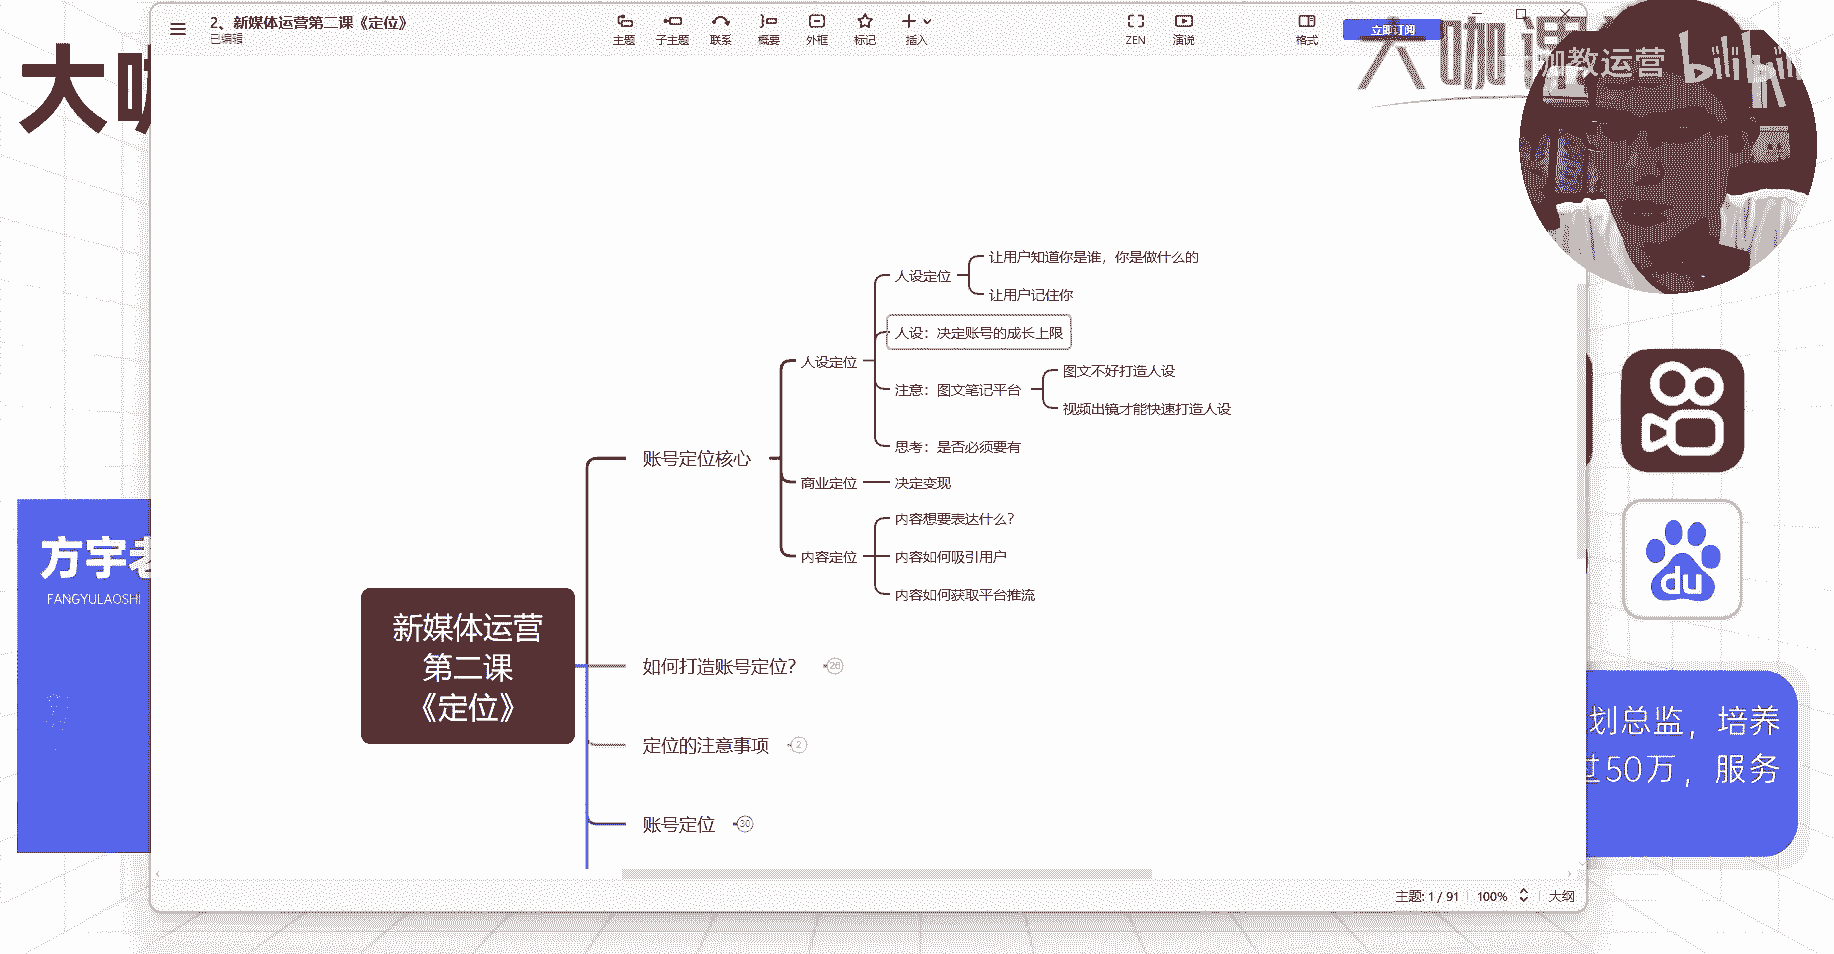 2、新媒体运营第二课《定位》
已编辑
主题
子主题
联系
概要
外框
标记
插入
ZEN
演说
格式
立即订阅
大咖
大咖课
咖教运营
bilibili
让用户知道你是谁，你是做什么的
人设定位
让用户记住你
人设：决定账号的成长上限
人设定位
图文不好打造人设
注意：图文笔记平台
视频出镜才能快速打造人设
思考：是否必须要有
账号定位核心
商业定位
决定变现
内容想要表达什么？
内容定位
内容如何吸引用户
内容如何获取平台推流
新媒体运营
第二课
《定位》
如何打造账号定位？
26
定位的注意事项
2
账号定位
30
方宇老
FANGYULAOSHI
du
划总监，培养
过50万，服务
主题: 1 / 91
100%
大纲